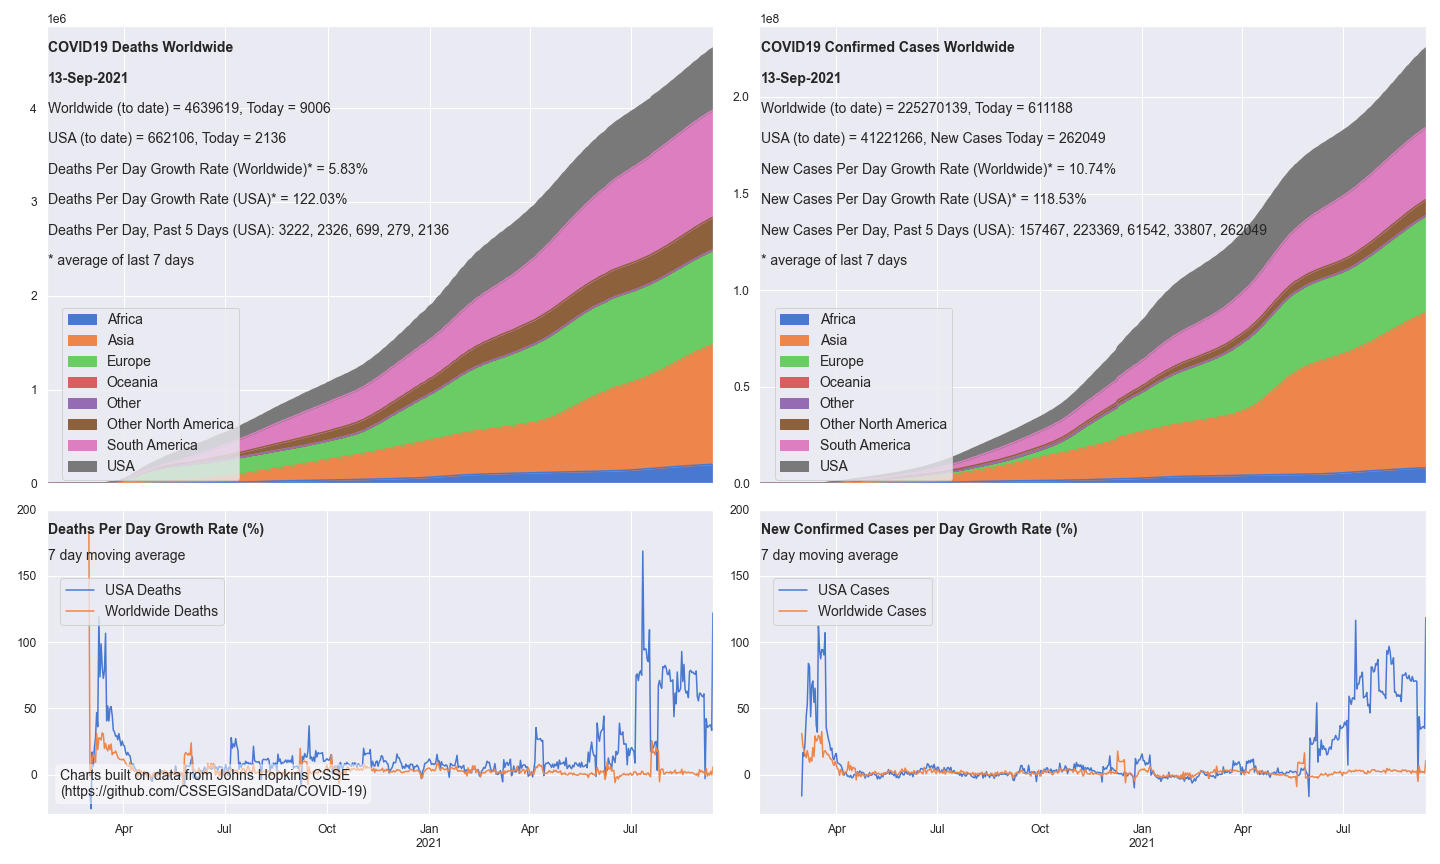 1e6
COVID19 Deaths Worldwide
13-Sep-2021
Worldwide (to date) = 4639619, Today = 9006
USA (to date) = 662106, Today = 2136
Deaths Per Day Growth Rate (Worldwide)* = 5.83%
Deaths Per Day Growth Rate (USA)* = 122.03%
Deaths Per Day, Past 5 Days (USA): 3222, 2326, 699, 279, 2136
* average of last 7 days
4
3
2
1
0
Africa
Asia
Europe
Oceania
Other
Other North America
South America
USA
1e8
COVID19 Confirmed Cases Worldwide
13-Sep-2021
Worldwide (to date) = 225270139, Today = 611188
USA (to date) = 41221266, New Cases Today = 262049
New Cases Per Day Growth Rate (Worldwide)* = 10.74%
New Cases Per Day Growth Rate (USA)* = 118.53%
New Cases Per Day, Past 5 Days (USA): 157467, 223369, 61542, 33807, 262049
* average of last 7 days
2.0
1.5
1.0
0.5
0.0
Africa
Asia
Europe
Oceania
Other
Other North America
South America
USA
Deaths Per Day Growth Rate (%)
7 day moving average
USA Deaths
Worldwide Deaths
200
150
100
50
0
Charts built on data from Johns Hopkins CSSE
(https://github.com/CSSEGISandData/COVID-19)
Apr Jul Oct Jan Apr Jul
2021
New Confirmed Cases per Day Growth Rate (%)
7 day moving average
USA Cases
Worldwide Cases
200
150
100
50
0
Apr Jul Oct Jan Apr Jul
2021